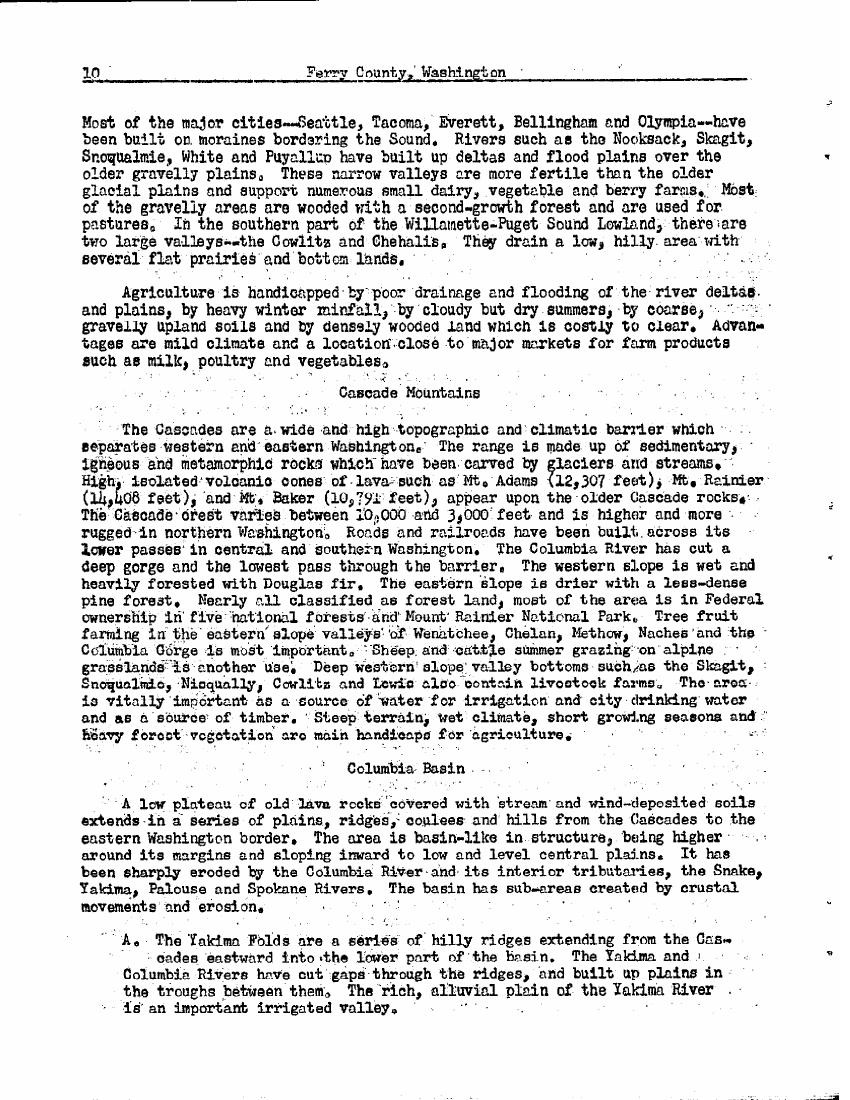 10 Ferry County, Washington
Most of the major cities--Seattle, Tacoma, Everett, Bellingham and Olympia--have
been built on moraines bordering the Sound. Rivers such as the Nooksack, Skagit,
Snoqualmie, White and Puyallup have built up deltas and flood plains over the
older gravelly plains. These narrow valleys are more fertile than the older
glacial plains and support numerous small dairy, vegetable and berry farms. Most
of the gravelly areas are wooded with a second-growth forest and are used for
pastures. In the southern part of the Willamette-Puget Sound Lowland, there are
two large valleys--the Cowlitz and Chehalis. They drain a low, hilly area with
several flat prairies and bottom lands.
Agriculture is handicapped by poor drainage and flooding of the river deltas
and plains, by heavy winter rainfall, by cloudy but dry summers, by coarse,
gravelly upland soils and by densely wooded land which is costly to clear. Advan-
tages are mild climate and a location close to major markets for farm products
such as milk, poultry and vegetables.
Cascade Mountains
The Cascades are a wide and high topographic and climatic barrier which
separates western and eastern Washington. The range is made up of sedimentary,
igneous and metamorphic rocks which have been carved by glaciers and streams.
High, isolated volcanic cones of lava such as Mt. Adams (12,307 feet), Mt. Rainier
(14,408 feet), and Mt. Baker (10,791 feet), appear upon the older Cascade rocks.
The Cascade crest varies between 10,000 and 3,000 feet and is higher and more
rugged in northern Washington. Roads and railroads have been built across its
lower passes in central and southern Washington. The Columbia River has cut a
deep gorge and the lowest pass through the barrier. The western slope is wet and
heavily forested with Douglas fir. The eastern slope is drier with a less-dense
pine forest. Nearly all classified as forest land, most of the area is in Federal
ownership in five national forests and Mount Rainier National Park. Tree fruit
farming in the eastern slope valleys of Wenatchee, Chelan, Methow, Naches and the
Columbia Gorge is most important. Sheep and cattle summer grazing on alpine
grasslands is another use. Deep western slope valley bottoms such as the Skagit,
Snoqualmie, Nisqually, Cowlitz and Lewis also contain livestock farms. The area
is vitally important as a source of water for irrigation and city drinking water
and as a source of timber. Steep terrain, wet climate, short growing seasons and
heavy forest vegetation are main handicaps for agriculture.
Columbia Basin
A low plateau of old lava rocks covered with stream and wind-deposited soils
extends in a series of plains, ridges, coulees and hills from the Cascades to the
eastern Washington border. The area is basin-like in structure, being higher
around its margins and sloping inward to low and level central plains. It has
been sharply eroded by the Columbia River and its interior tributaries, the Snake,
Yakima, Palouse and Spokane Rivers. The basin has sub-areas created by crustal
movements and erosion.
A. The Yakima Folds are a series of hilly ridges extending from the Cas-
cades eastward into the lower part of the basin. The Yakima and
Columbia Rivers have cut gaps through the ridges, and built up plains in
the troughs between them. The rich, alluvial plain of the Yakima River
is an important irrigated valley.